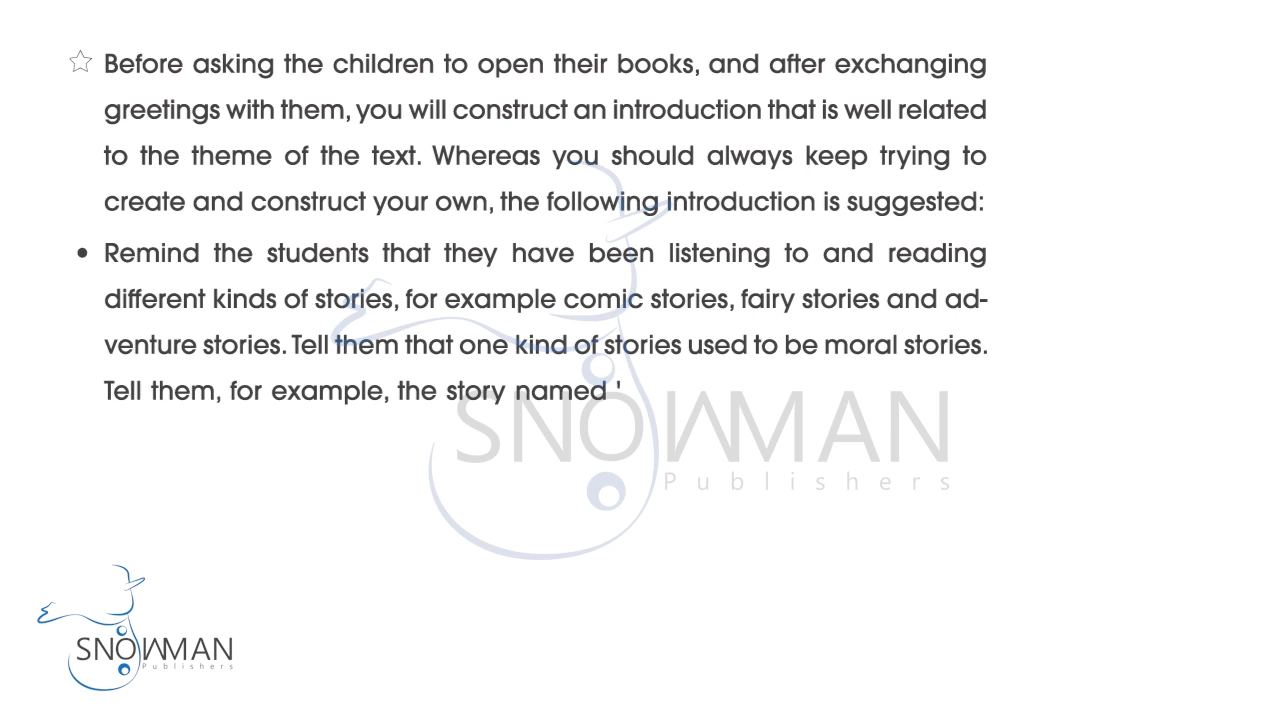 ☆ Before asking the children to open their books, and after exchanging
greetings with them, you will construct an introduction that is well related
to the theme of the text. Whereas you should always keep trying to
create and construct your own, the following introduction is suggested:
• Remind the students that they have been listening to and reading
different kinds of stories, for example comic stories, fairy stories and ad-
venture stories. Tell them that one kind of stories used to be moral stories.
Tell them, for example, the story named '
SNOWMAN
Publishers
SNOWMAN
Publishers